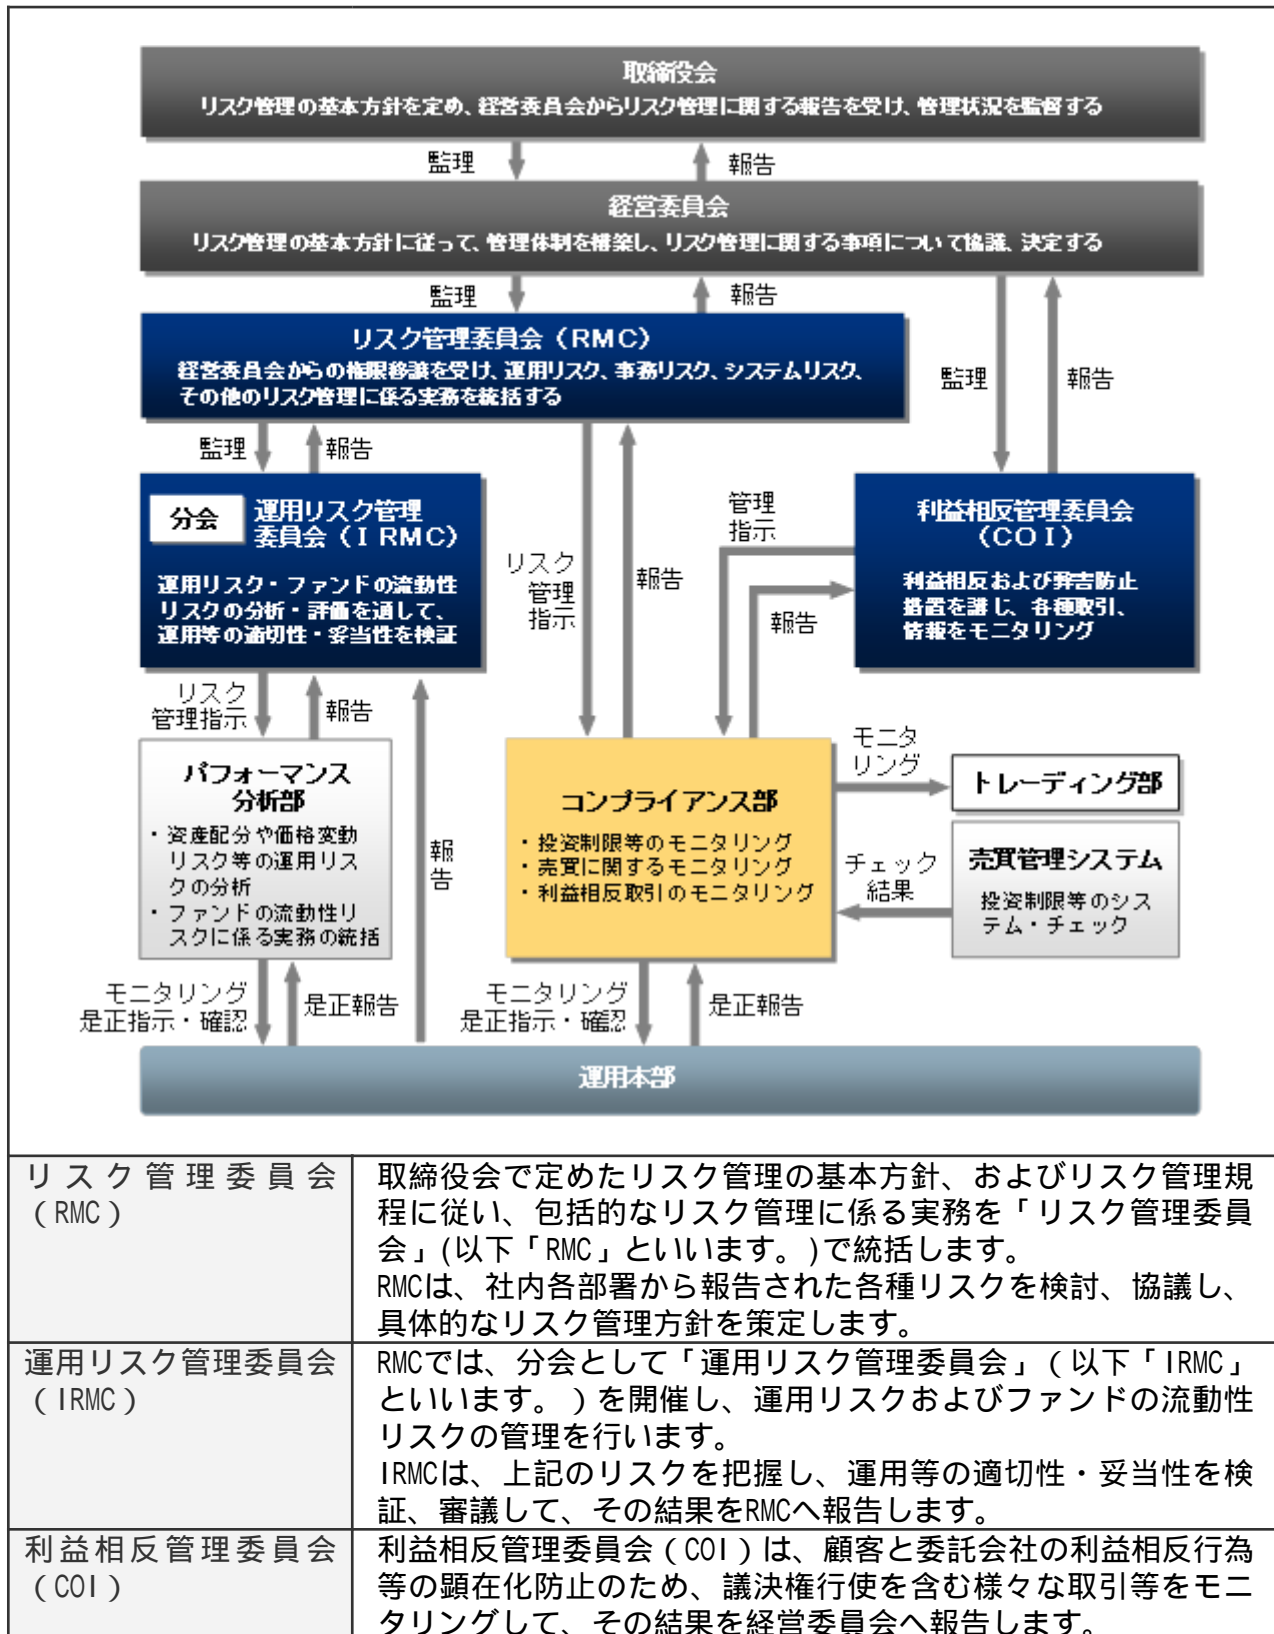 取締役会
リスク管理の基本方針を定め、経営委員会からリスク管理に関する報告を受け、管理状況を監督する
監理
報告
経営委員会
リスク管理の基本方針に従って、管理体制を構築し、リスク管理に関する事項について協議、決定する
監理
報告
リスク管理委員会（RMC）
経営委員会からの権限移譲を受け、運用リスク、事務リスク、システムリスク、
その他のリスク管理に係る実務を統括する
監理
報告
監理
報告
分会
運用リスク管理
委員会（ＩRMC）
運用リスク・ファンドの流動性
リスクの分析・評価を通して、
運用等の適切性・妥当性を検証
リスク
管理
指示
報告
管理
指示
報告
利益相反管理委員会
（COＩ）
利益相反および弊害防止
措置を講じ、各種取引、
情報をモニタリング
リスク
管理指示
報告
パフォーマンス
分析部
・資産配分や価格変動
リスク等の運用リス
クの分析
・ファンドの流動性リ
スクに係る実務の統括
報
告
コンプライアンス部
・投資制限等のモニタリング
・売買に関するモニタリング
・利益相反取引のモニタリング
モニタ
リング
トレーディング部
チェック
結果
売買管理システム
投資制限等のシス
テム・チェック
モニタリング
是正指示・確認
是正報告
モニタリング
是正指示・確認
是正報告
運用本部
リスク管理委員会
（RMC）
取締役会で定めたリスク管理の基本方針、およびリスク管理規
程に従い、包括的なリスク管理に係る実務を「リスク管理委員
会」(以下「RMC」といいます。)で統括します。
RMCは、社内各部署から報告された各種リスクを検討、協議し、
具体的なリスク管理方針を策定します。
運用リスク管理委員会
（IRMC）
RMCでは、分会として「運用リスク管理委員会」（以下「IRMC」
といいます。）を開催し、運用リスクおよびファンドの流動性
リスクの管理を行います。
IRMCは、上記のリスクを把握し、運用等の適切性・妥当性を検
証、審議して、その結果をRMCへ報告します。
利益相反管理委員会
（COI）
利益相反管理委員会（COI）は、顧客と委託会社の利益相反行為
等の顕在化防止のため、議決権行使を含む様々な取引等をモニ
タリングして、その結果を経営委員会へ報告します。